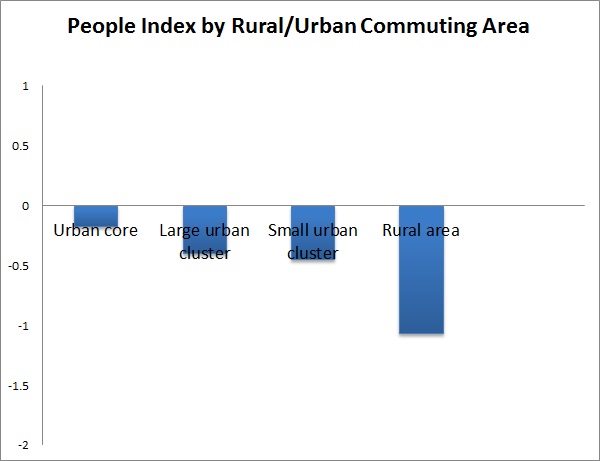 People Index by Rural/Urban Commuting Area
1
0.5
0
Urban core
Large urban
cluster
Small urban
cluster
Rural area
-0.5
-1
-1.5
-2